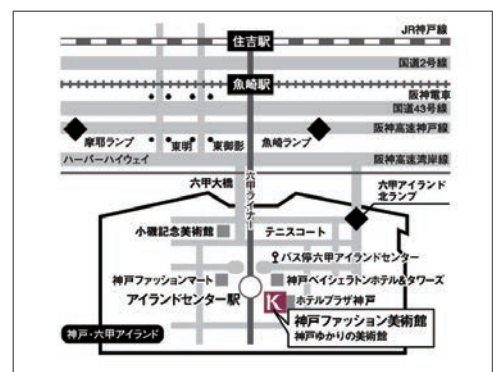 JR神戸線
住吉駅
国道2号線
魚崎駅
阪神電車
国道43号線
阪神高速神戸線
摩耶ランプ
東明
東御影
魚崎ランプ
ハーバーハイウェイ
阪神高速湾岸線
六甲大橋
六甲ライナー
六甲アイランド
北ランプ
小磯記念美術館
テニスコート
バス停六甲アイランドセンター
神戸ファッションマート
神戸ベイシェラトンホテル&タワーズ
アイランドセンター駅
K
ホテルプラザ神戸
神戸ファッション美術館
神戸ゆかりの美術館
神戸・六甲アイランド